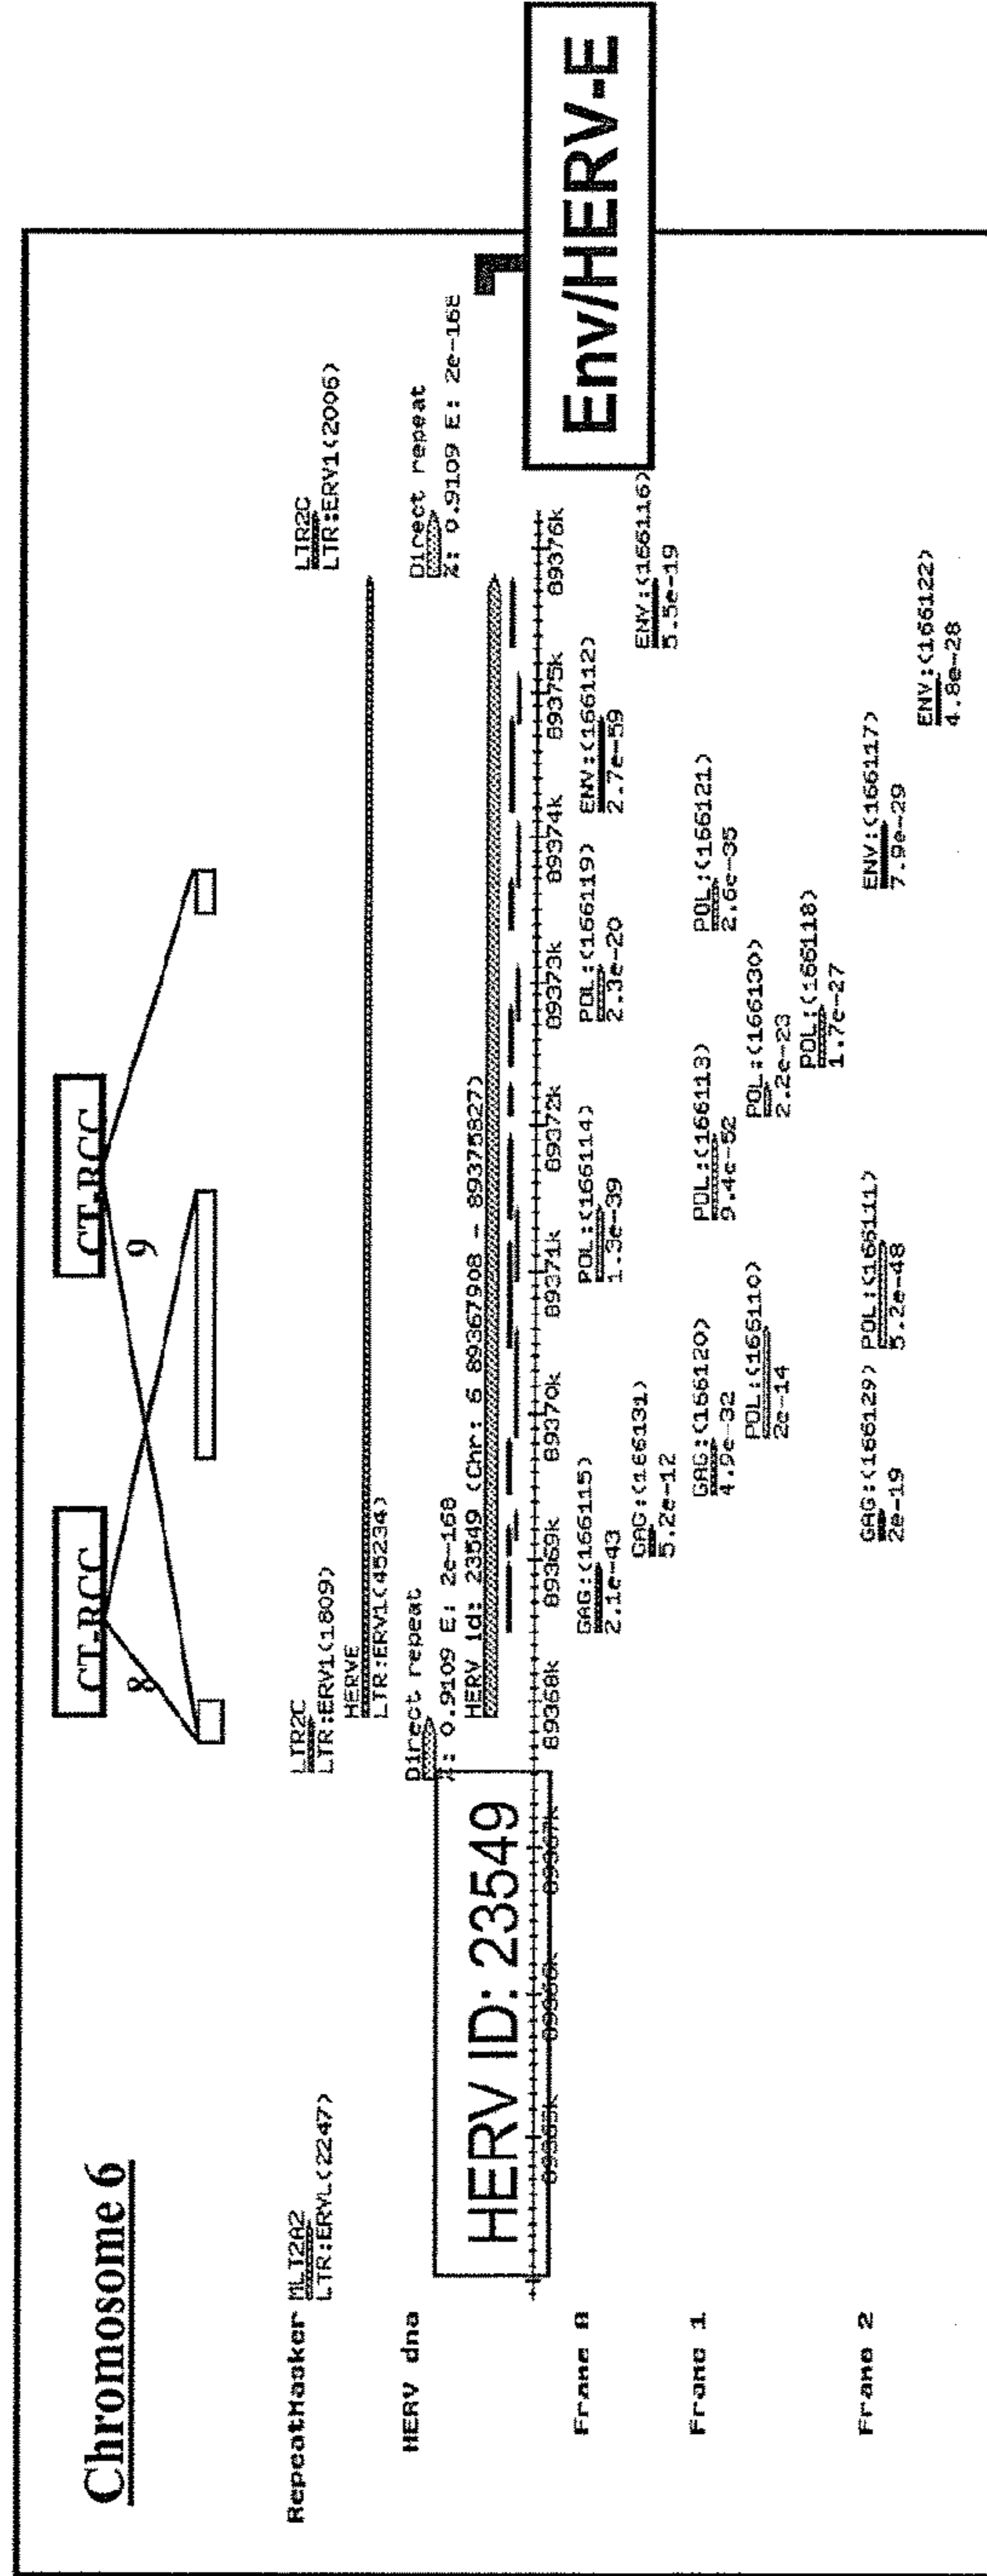 Chromosome 6
CT-RCC
CT-RCC
8
9
RepeatMasker
MLT2A2
LTR:ERVL(2247)
LTR2C
LTR:ERV1(1809)
LTR2C
LTR:ERV1(2006)
HERVE
LTR:ERV1(45234)
HERV dna
Direct repeat
%: 0.9109 E: 2e-168
Direct repeat
%: 0.9109 E: 2e-168
HERV id: 23549 (Chr: 6 89367908 - 89375827)
HERV ID: 23549
Env/HERV-E
89365k 89366k 89367k 89368k 89369k 89370k 89371k 89372k 89373k 89374k 89375k 89376k
Frame 0
GAG:(166115)
2.1e-43
POL:(166114)
1.3e-39
POL:(166119)
2.3e-20
ENV:(166112)
2.7e-59
GAG:(166131)
5.2e-12
ENV:(166116)
5.5e-19
Frame 1
GAG:(166120)
4.9e-32
POL:(166113)
9.4e-52
POL:(166121)
2.6e-35
POL:(166110)
2e-14
POL:(166130)
2.2e-23
POL:(166118)
1.7e-27
Frame 2
GAG:(166129)
2e-19
POL:(166111)
5.2e-48
ENV:(166117)
7.9e-29
ENV:(166122)
4.8e-28